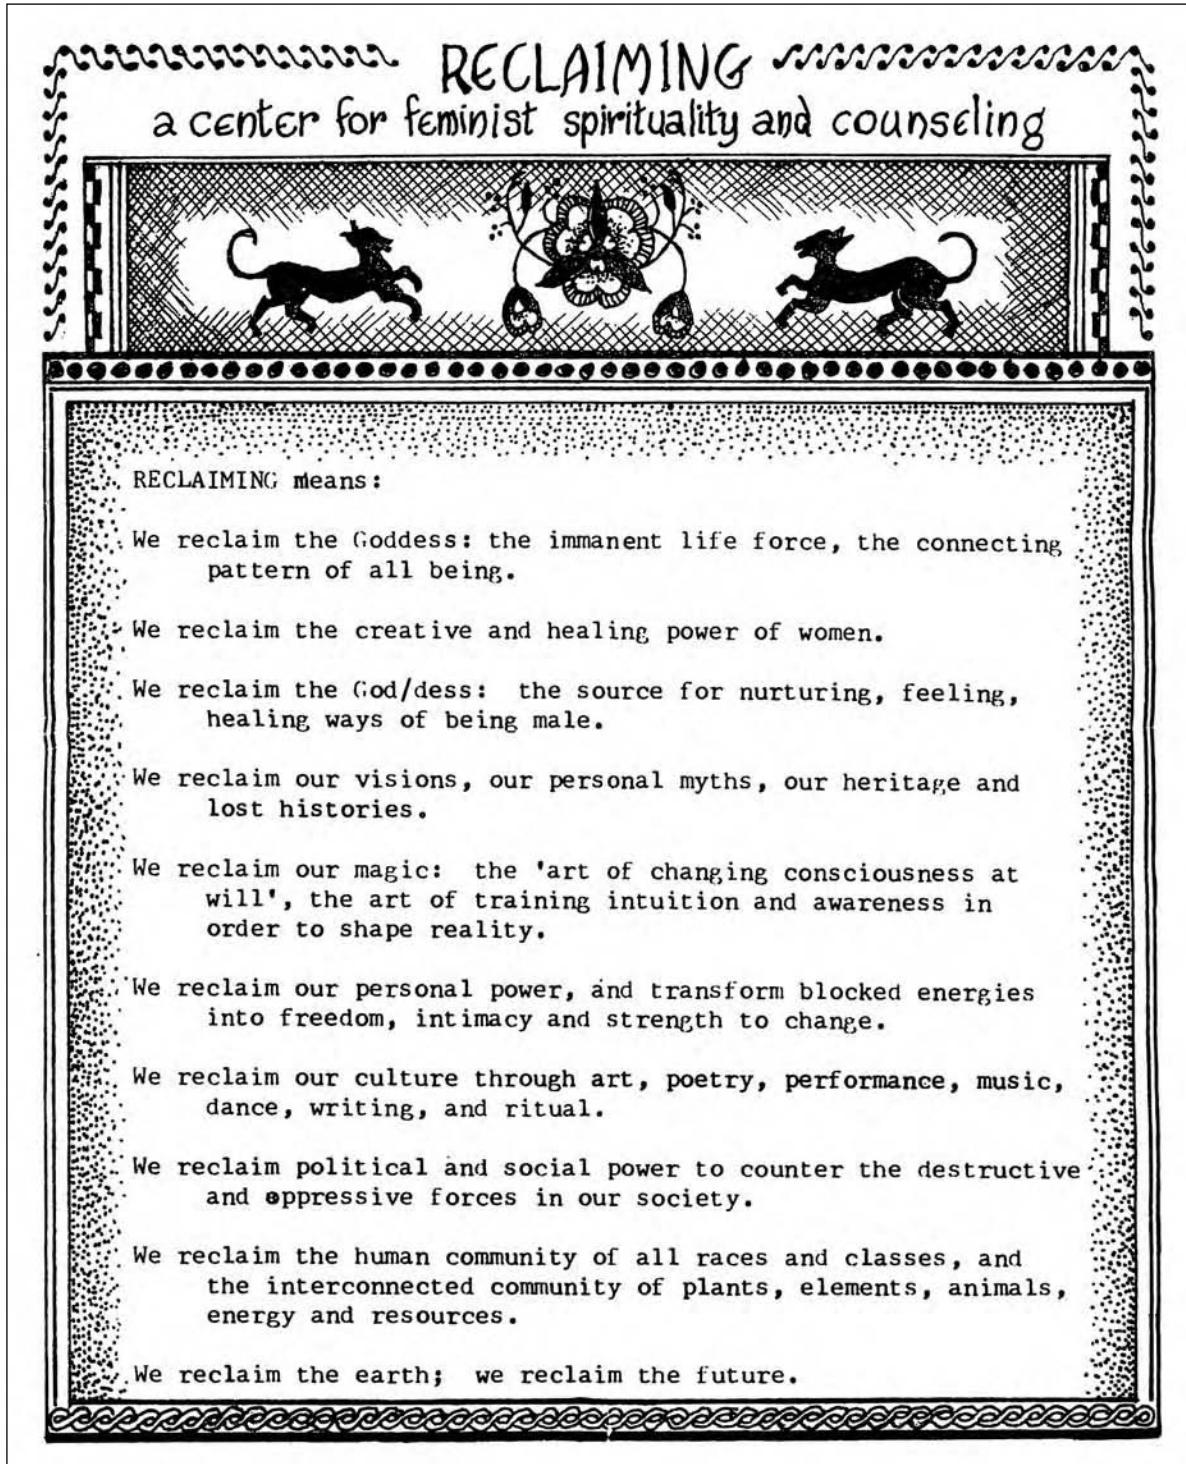 RECLAIMING
a center for feminist spirituality and counseling
RECLAIMING means:
We reclaim the Goddess: the immanent life force, the connecting
pattern of all being.
We reclaim the creative and healing power of women.
We reclaim the God/dess: the source for nurturing, feeling,
healing ways of being male.
We reclaim our visions, our personal myths, our heritage and
lost histories.
We reclaim our magic: the 'art of changing consciousness at
will', the art of training intuition and awareness in
order to shape reality.
We reclaim our personal power, and transform blocked energies
into freedom, intimacy and strength to change.
We reclaim our culture through art, poetry, performance, music,
dance, writing, and ritual.
We reclaim political and social power to counter the destructive
and oppressive forces in our society.
We reclaim the human community of all races and classes, and
the interconnected community of plants, elements, animals,
energy and resources.
We reclaim the earth; we reclaim the future.